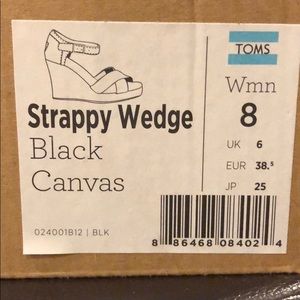 TOMS
Wmn
Strappy Wedge 8
Black
Canvas
UK 6
EUR 38.5
JP 25
024001B12 | BLK
8 86468 08402 4